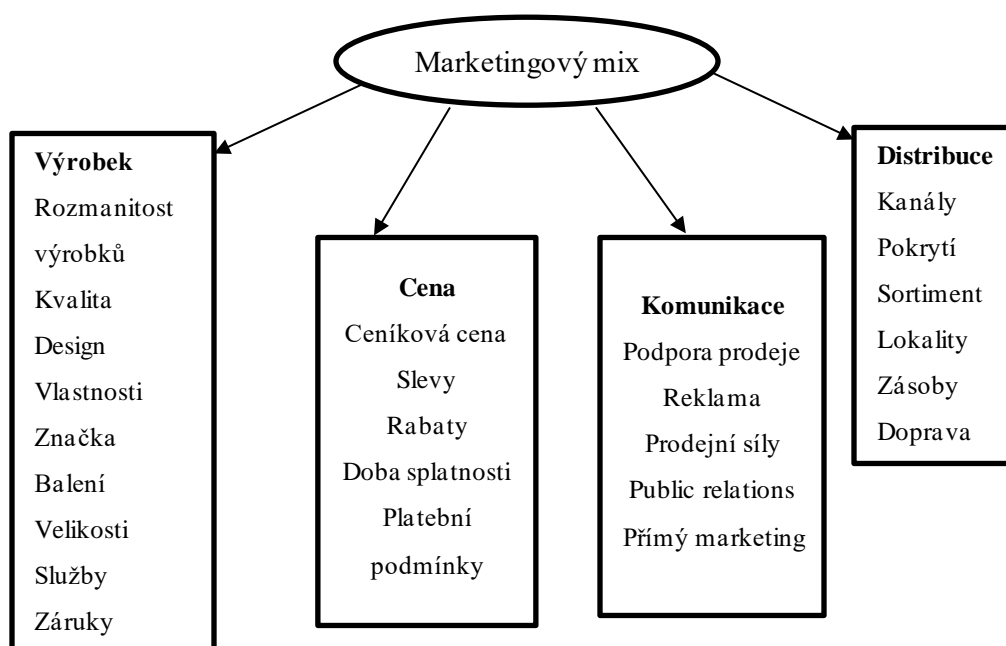 Marketingový mix
Výrobek
Rozmanitost
výrobků
Kvalita
Design
Vlastnosti
Značka
Balení
Velikosti
Služby
Záruky
Cena
Ceníková cena
Slevy
Rabaty
Doba splatnosti
Platební
podmínky
Komunikace
Podpora prodeje
Reklama
Prodejní síly
Public relations
Přímý marketing
Distribuce
Kanály
Pokrytí
Sortiment
Lokality
Zásoby
Doprava